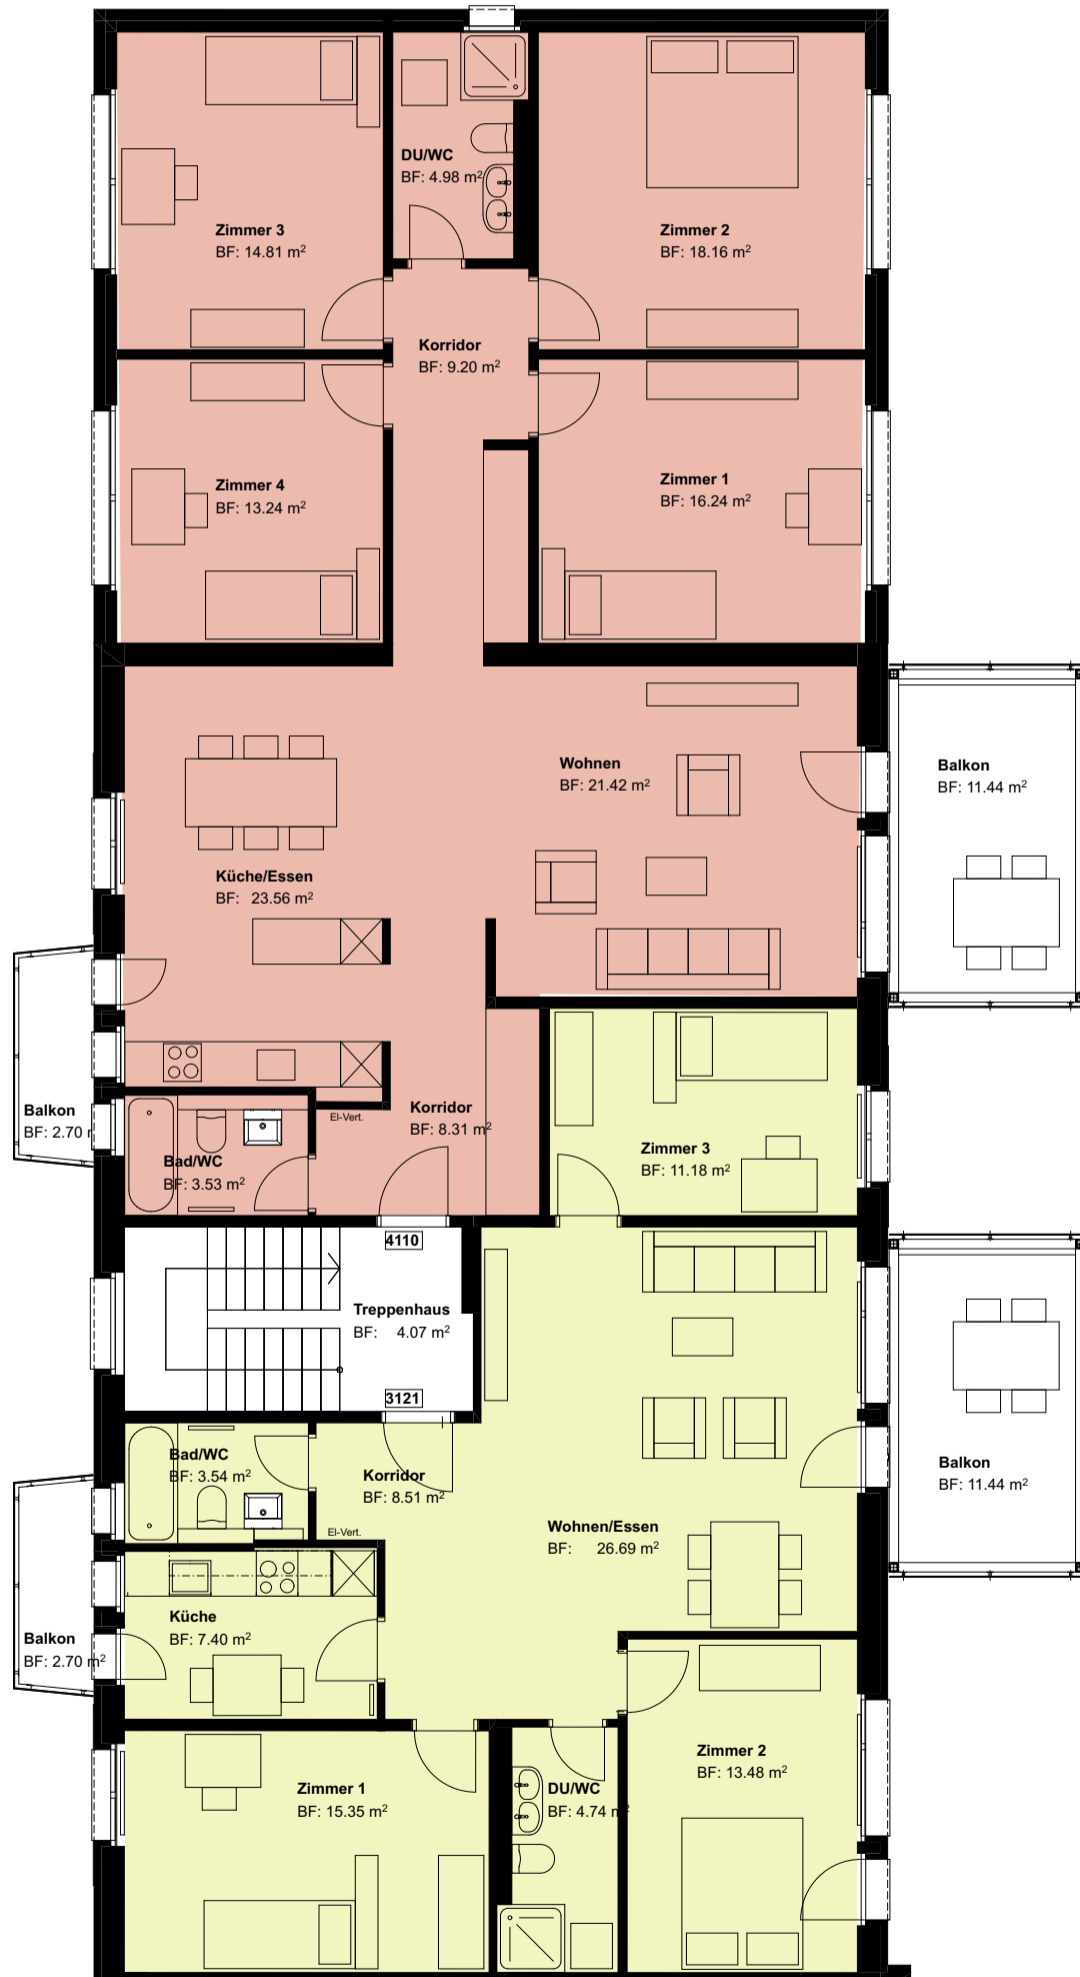 DU/WC
BF: 4.98 m²
Zimmer 3
BF: 14.81 m²
Zimmer 2
BF: 18.16 m²
Korridor
BF: 9.20 m²
Zimmer 4
BF: 13.24 m²
Zimmer 1
BF: 16.24 m²
Wohnen
BF: 21.42 m²
Balkon
BF: 11.44 m²
Küche/Essen
BF: 23.56 m²
Balkon
BF: 2.70
El-Vert.
Korridor
BF: 8.31 m²
Bad/WC
BF: 3.53 m²
Zimmer 3
BF: 11.18 m²
4110
Treppenhaus
BF: 4.07 m²
3121
Bad/WC
BF: 3.54 m²
Korridor
BF: 8.51 m²
Balkon
BF: 11.44 m²
El-Vert.
Wohnen/Essen
BF: 26.69 m²
Küche
BF: 7.40 m²
Balkon
BF: 2.70 m²
Zimmer 1
BF: 15.35 m²
DU/WC
BF: 4.74
Zimmer 2
BF: 13.48 m²